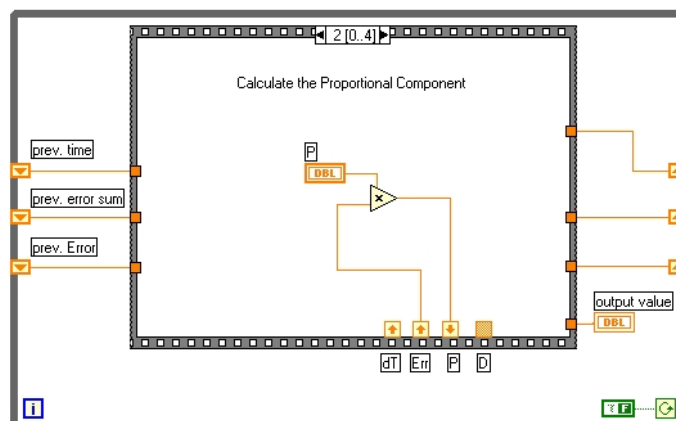 2 [0..4]
Calculate the Proportional Component
prev. time
P
DBL
prev. error sum
x
prev. Error
output value
DBL
dT Err P D
i
T F